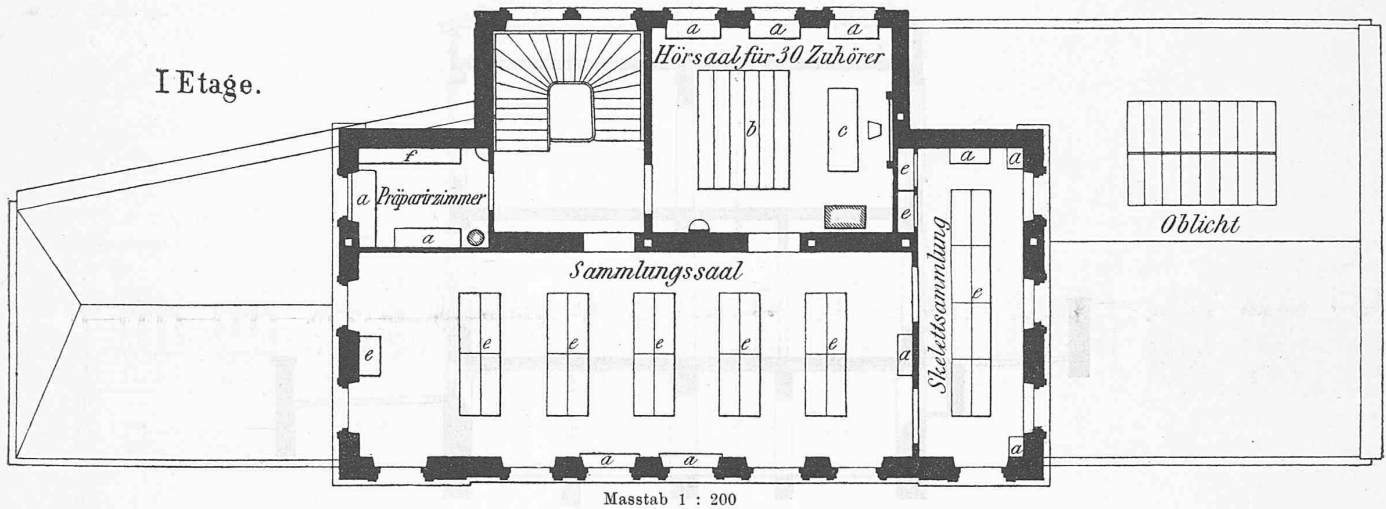 I Etage.
a a a
Hörsaal für 30 Zuhörer
b c
f
a Präparirzimmer
a
e
e
a a
Skelettsammlung
e
Oblicht
Sammlungssaal
e e e e e e
a
a a
a
Masstab 1 : 200